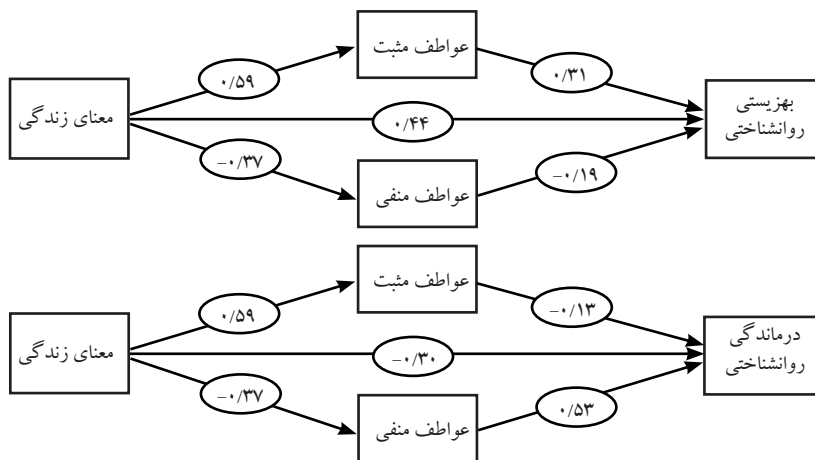 عواطف مثبت
۰/۵۹
۰/۳۱
معنای زندگی
۰/۴۴
بهزیستی
روانشناختی
−۰/۳۷
−۰/۱۹
عواطف منفی
عواطف مثبت
۰/۵۹
−۰/۱۳
معنای زندگی
−۰/۳۰
درماندگی
روانشناختی
−۰/۳۷
۰/۵۳
عواطف منفی